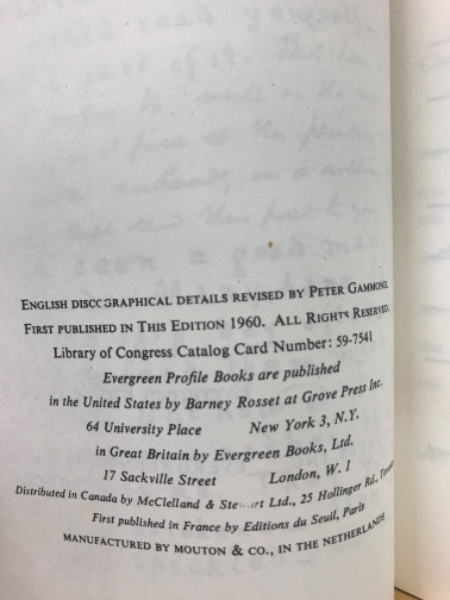 ENGLISH DISCOGRAPHICAL DETAILS REVISED BY PETER GAMMOND.
FIRST PUBLISHED IN THIS EDITION 1960. ALL RIGHTS RESERVED.
Library of Congress Catalog Card Number: 59-7541
Evergreen Profile Books are published
in the United States by Barney Rosset at Grove Press Inc.
64 University Place New York 3, N.Y.
in Great Britain by Evergreen Books, Ltd.
17 Sackville Street London, W. 1
Distributed in Canada by McClelland & Stewart Ltd., 25 Hollinger Rd., Toronto
First published in France by Editions du Seuil, Paris
MANUFACTURED BY MOUTON & CO., IN THE NETHERLANDS